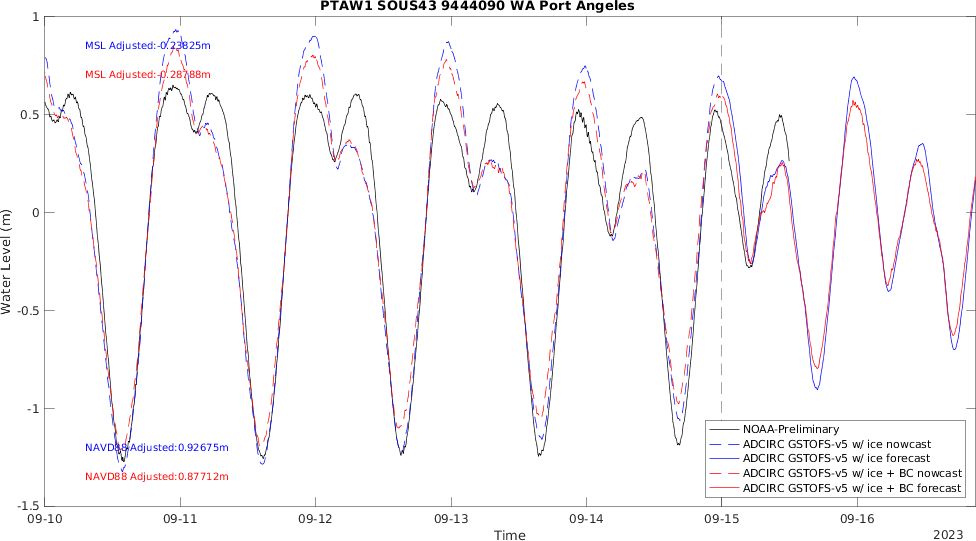 PTAW1 SOUS43 9444090 WA Port Angeles
MSL Adjusted:-0.23825m
MSL Adjusted:-0.28788m
NAVD88 Adjusted:0.92675m
NAVD88 Adjusted:0.87712m
Water Level (m)
1
0.5
0
-0.5
-1
-1.5
NOAA-Preliminary
ADCIRC GSTOFS-v5 w/ ice nowcast
ADCIRC GSTOFS-v5 w/ ice forecast
ADCIRC GSTOFS-v5 w/ ice + BC nowcast
ADCIRC GSTOFS-v5 w/ ice + BC forecast
09-10 09-11 09-12 09-13 09-14 09-15 09-16
Time
2023